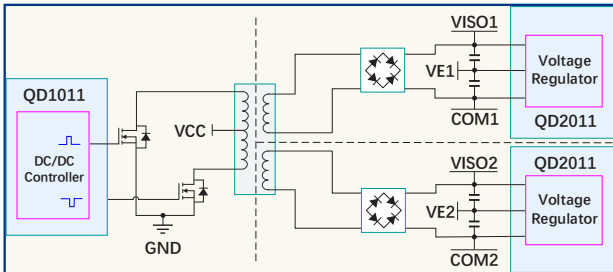 QD1011
DC/DC
Controller
VCC
GND
VISO1
VE1
COM1
Voltage
Regulator
QD2011
VISO2
VE2
COM2
QD2011
Voltage
Regulator